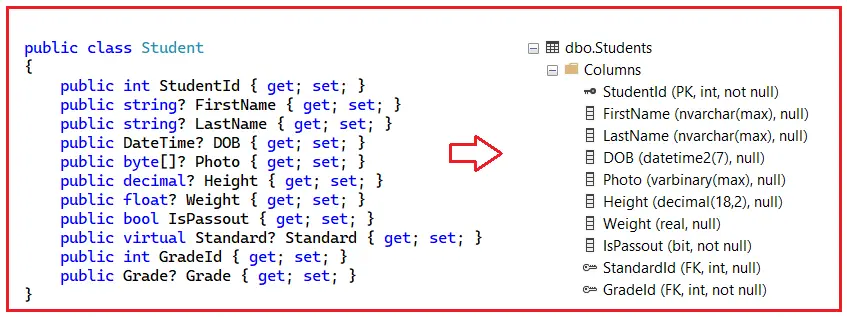 public class Student
{
public int StudentId { get; set; }
public string? FirstName { get; set; }
public string? LastName { get; set; }
public DateTime? DOB { get; set; }
public byte[]? Photo { get; set; }
public decimal? Height { get; set; }
public float? Weight { get; set; }
public bool IsPassout { get; set; }
public virtual Standard? Standard { get; set; }
public int GradeId { get; set; }
public Grade? Grade { get; set; }
}
dbo.Students
Columns
StudentId (PK, int, not null)
FirstName (nvarchar(max), null)
LastName (nvarchar(max), null)
DOB (datetime2(7), null)
Photo (varbinary(max), null)
Height (decimal(18,2), null)
Weight (real, null)
IsPassout (bit, not null)
StandardId (FK, int, null)
GradeId (FK, int, null)